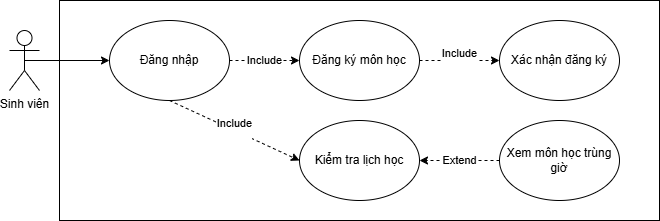 Sinh viên
Đăng nhập
Include
Đăng ký môn học
Include
Xác nhận đăng ký
Include
Kiểm tra lịch học
Extend
Xem môn học trùng
giờ